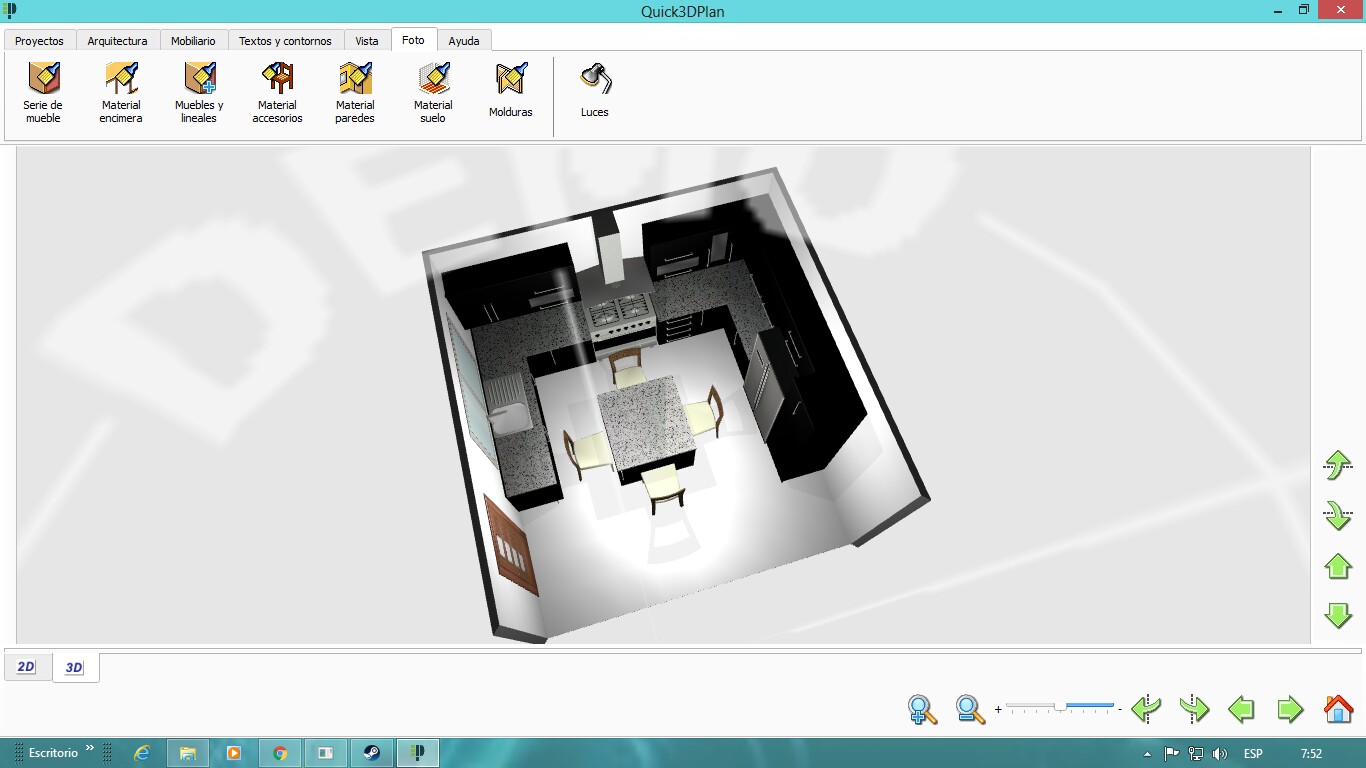 Quick3DPlan
Proyectos
Arquitectura
Mobiliario
Textos y contornos
Vista
Foto
Ayuda
Serie de
mueble
Material
encimera
Muebles y
lineales
Material
accesorios
Material
paredes
Material
suelo
Molduras
Luces
DEMO
2D
3D
+
-
Escritorio
»
ESP
7:52